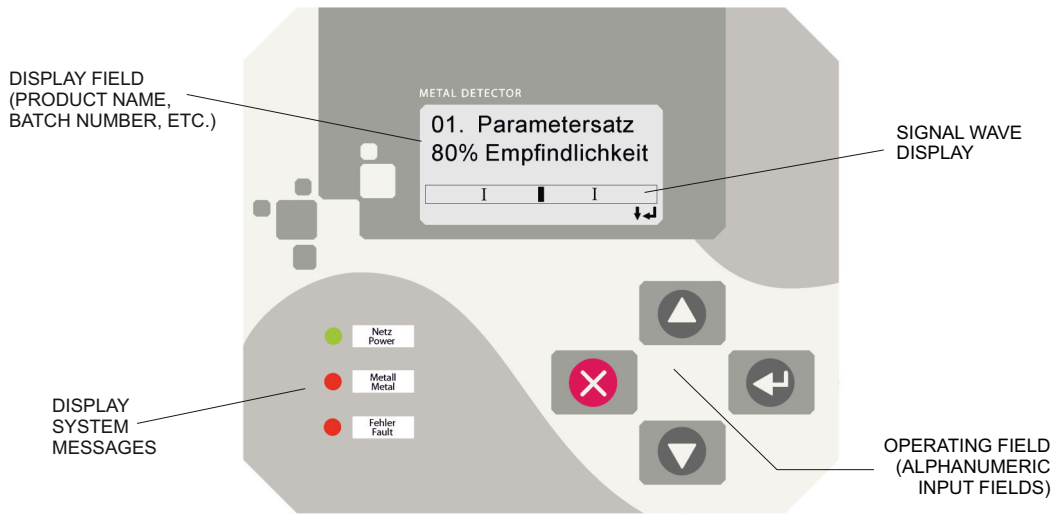 DISPLAY FIELD
(PRODUCT NAME,
BATCH NUMBER, ETC.)
METAL DETECTOR
01. Parametersatz
80% Empfindlichkeit
I I
SIGNAL WAVE
DISPLAY
Netz
Power
Metall
Metal
Fehler
Fault
DISPLAY
SYSTEM
MESSAGES
OPERATING FIELD
(ALPHANUMERIC
INPUT FIELDS)